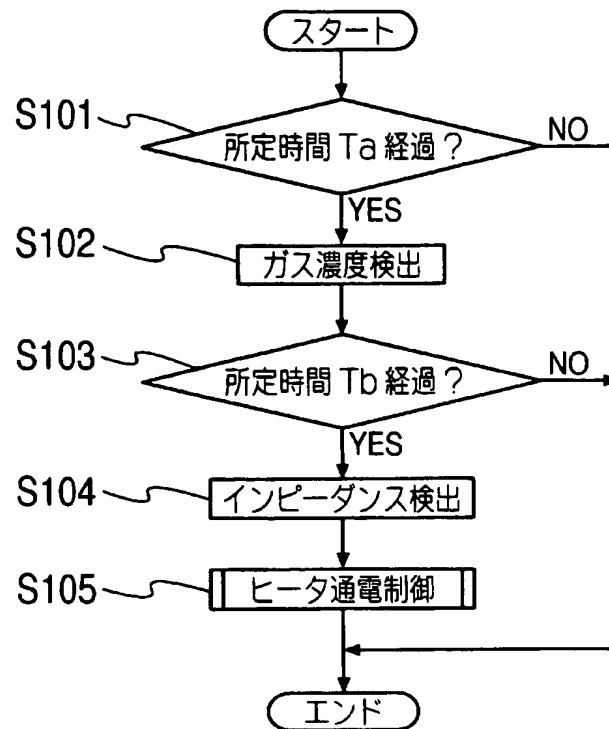 スタート
S101
所定時間 Ta 経過？
NO
YES
S102
ガス濃度検出
S103
所定時間 Tb 経過？
NO
YES
S104
インピーダンス検出
S105
ヒータ通電制御
エンド